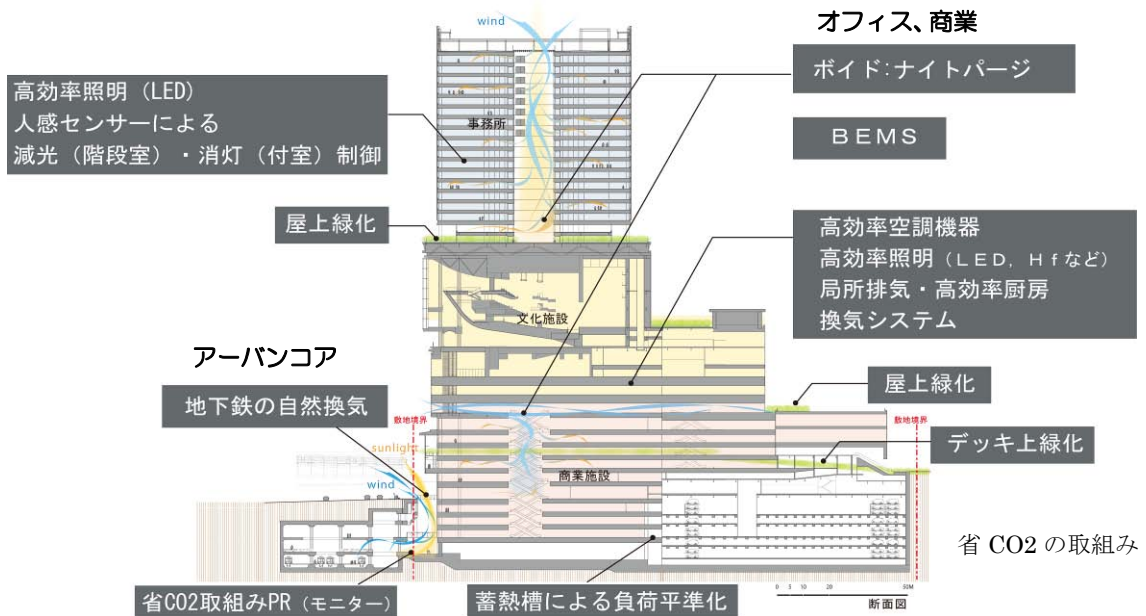 wind
オフィス、商業
ボイド：ナイトパージ
高効率照明（LED）
人感センサーによる
減光（階段室）・消灯（付室）制御
事務所
ＢＥＭＳ
屋上緑化
高効率空調機器
高効率照明（ＬＥＤ，Ｈｆなど）
局所排気・高効率厨房
換気システム
文化施設
アーバンコア
屋上緑化
地下鉄の自然換気
敷地境界
敷地境界
sunlight
デッキ上緑化
wind
商業施設
省 CO2 の取組み
省CO2取組みPR（モニター）
蓄熱槽による負荷平準化
0 5 10 20 50M
断面図